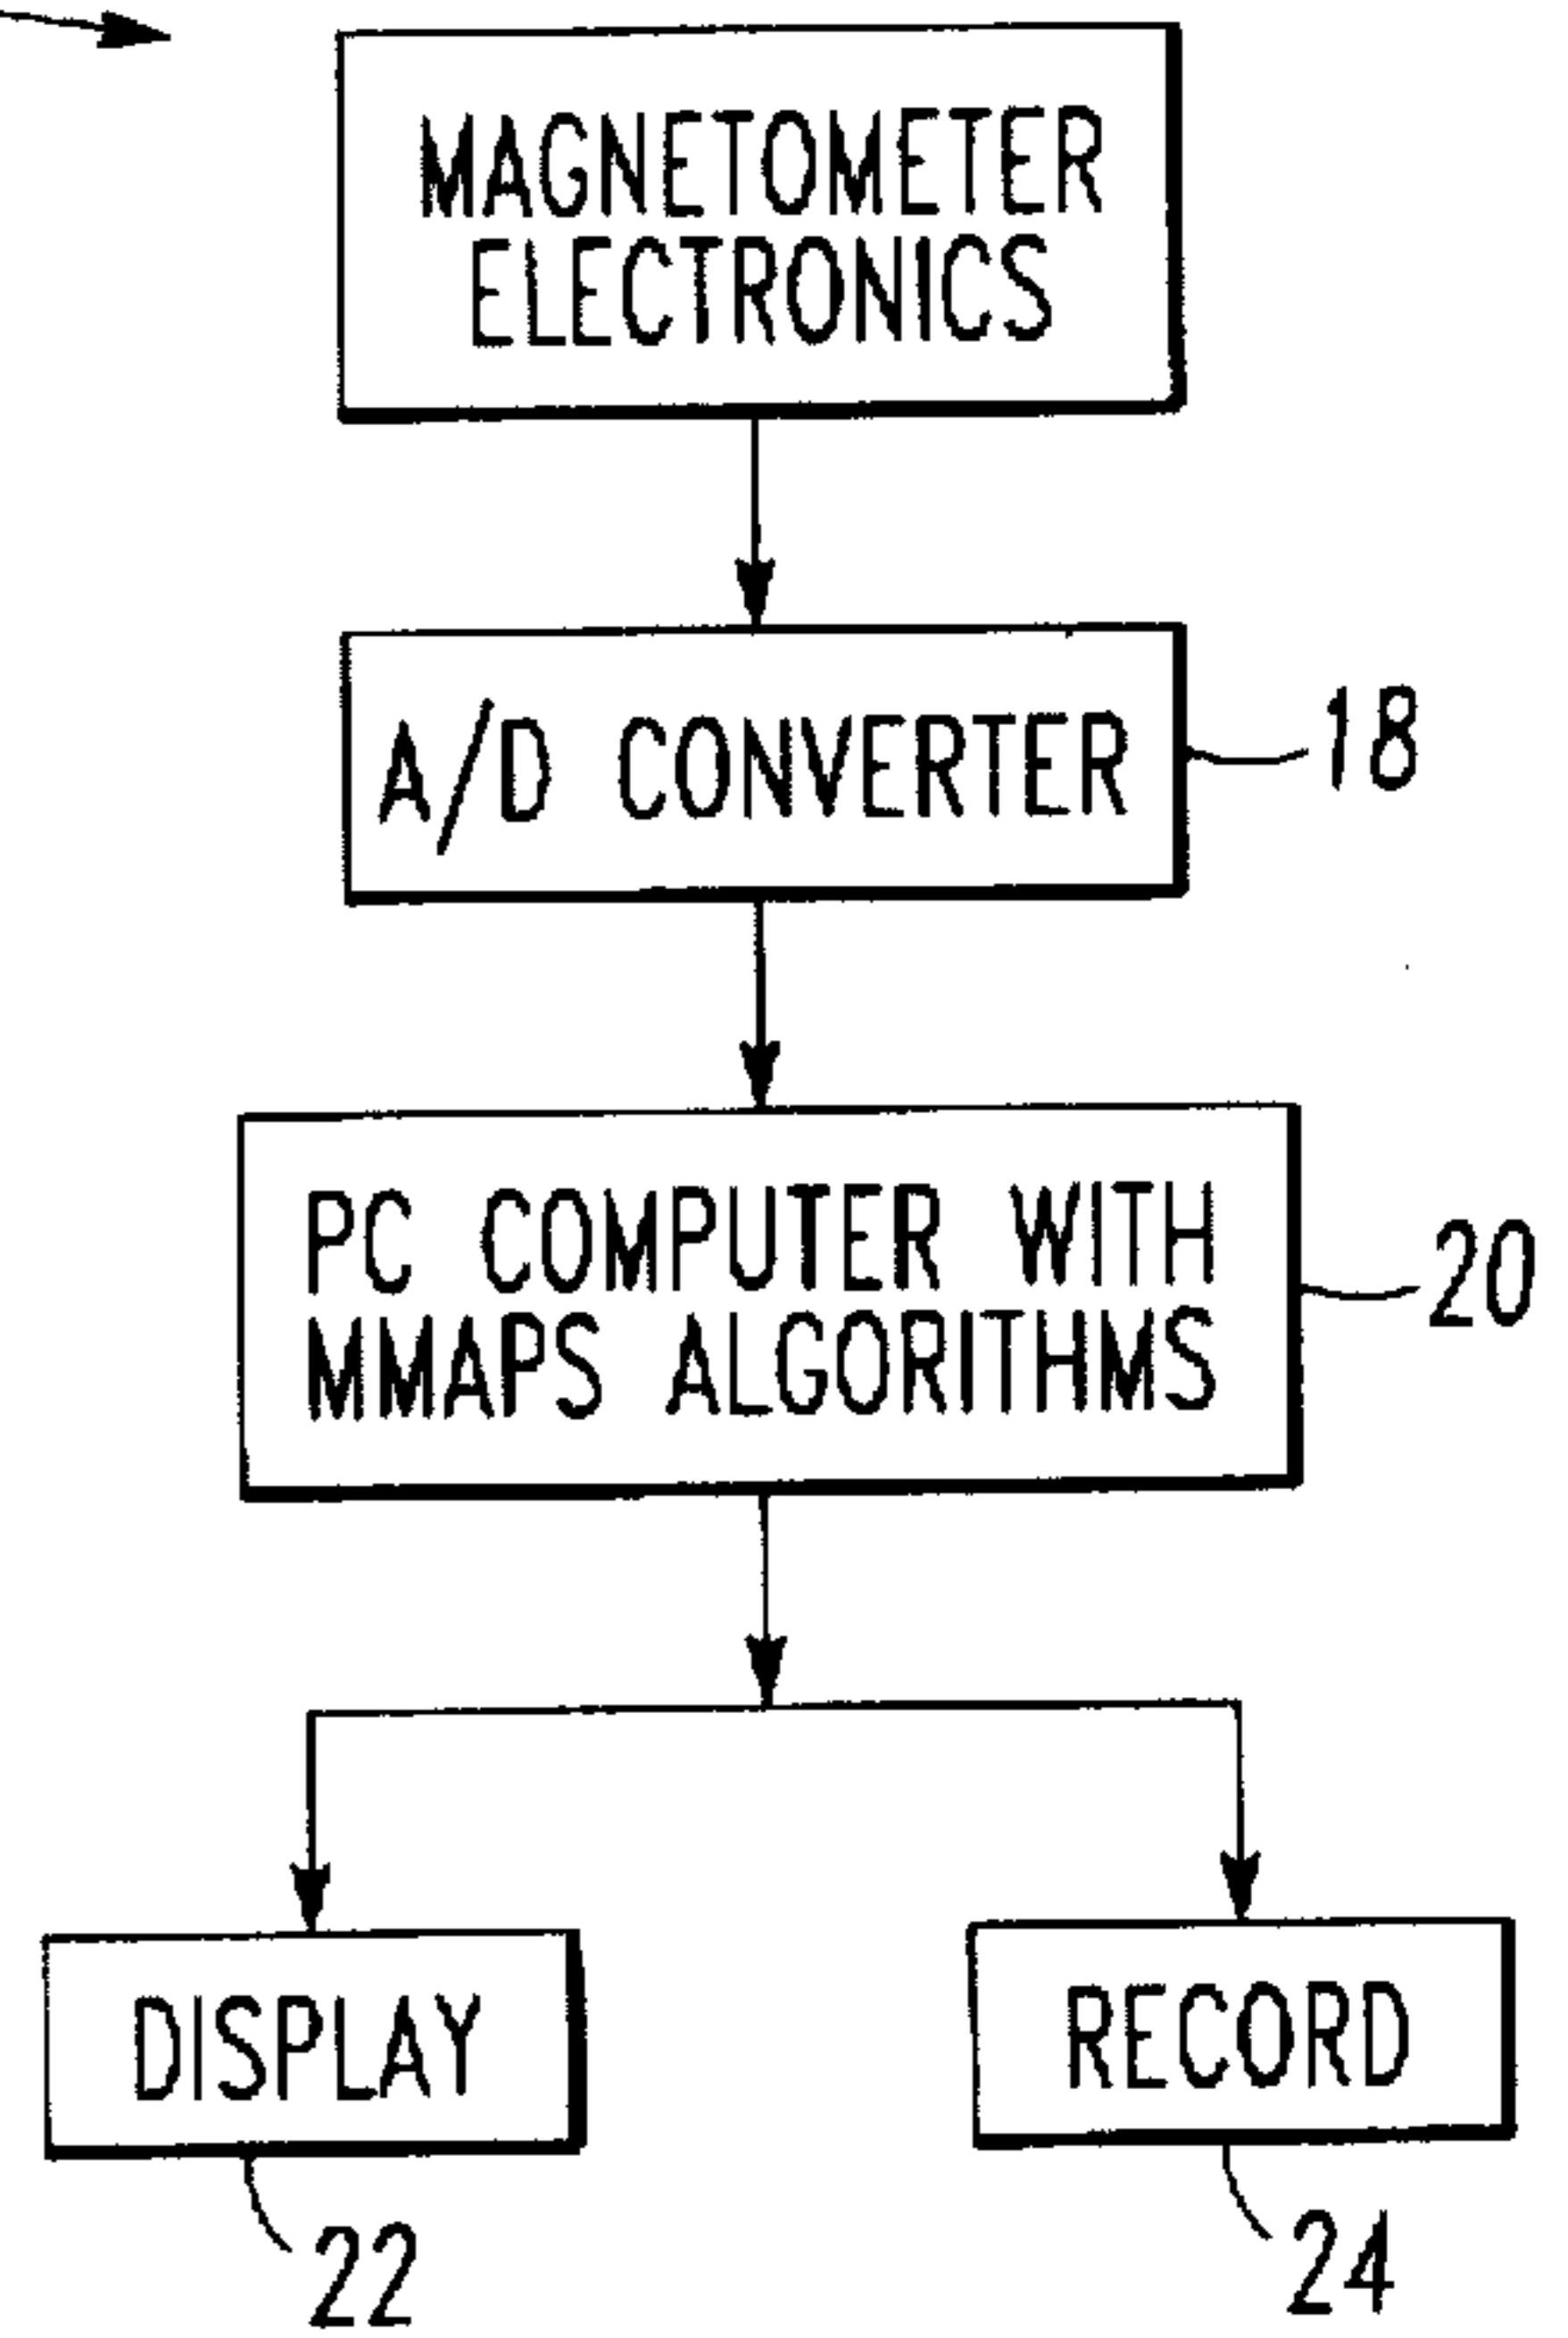 MAGNETOMETER
ELECTRONICS
A/D CONVERTER
18
PC COMPUTER WITH
MMAPS ALGORITHMS
20
DISPLAY
RECORD
22
24